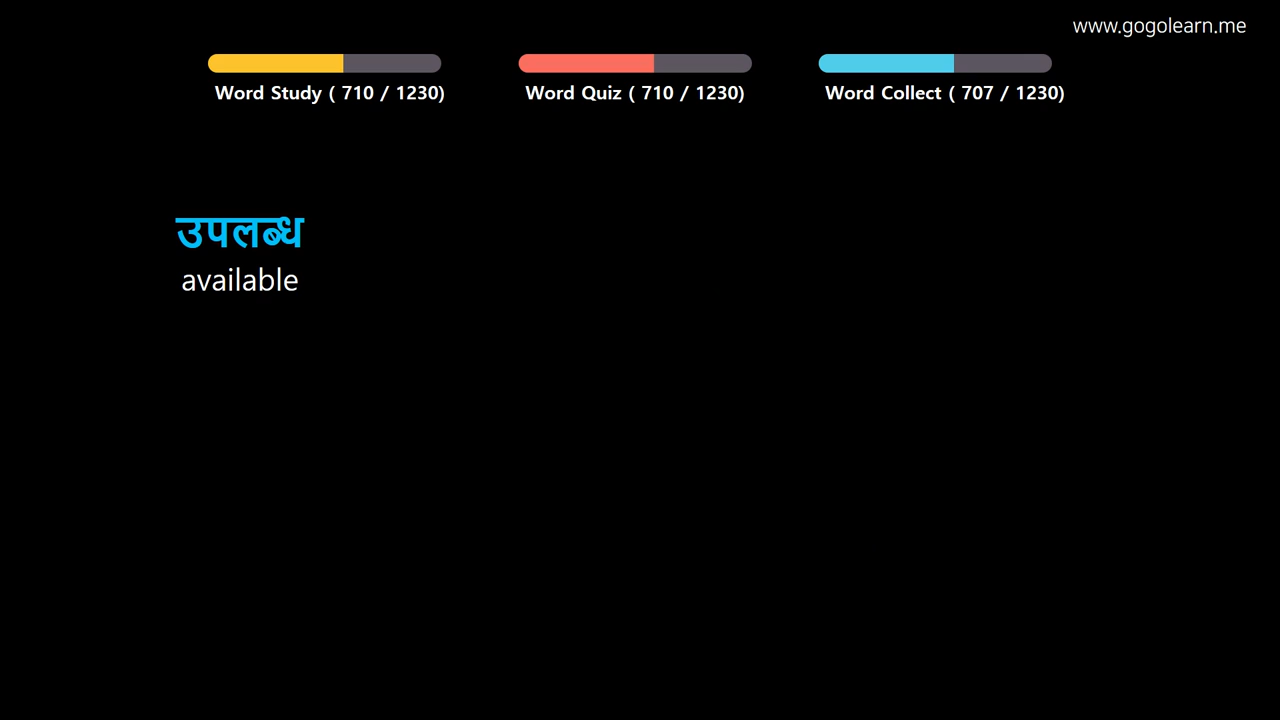 www.gogolearn.me
Word Study ( 710 / 1230)
Word Quiz ( 710 / 1230)
Word Collect ( 707 / 1230)
उपलब्ध
available